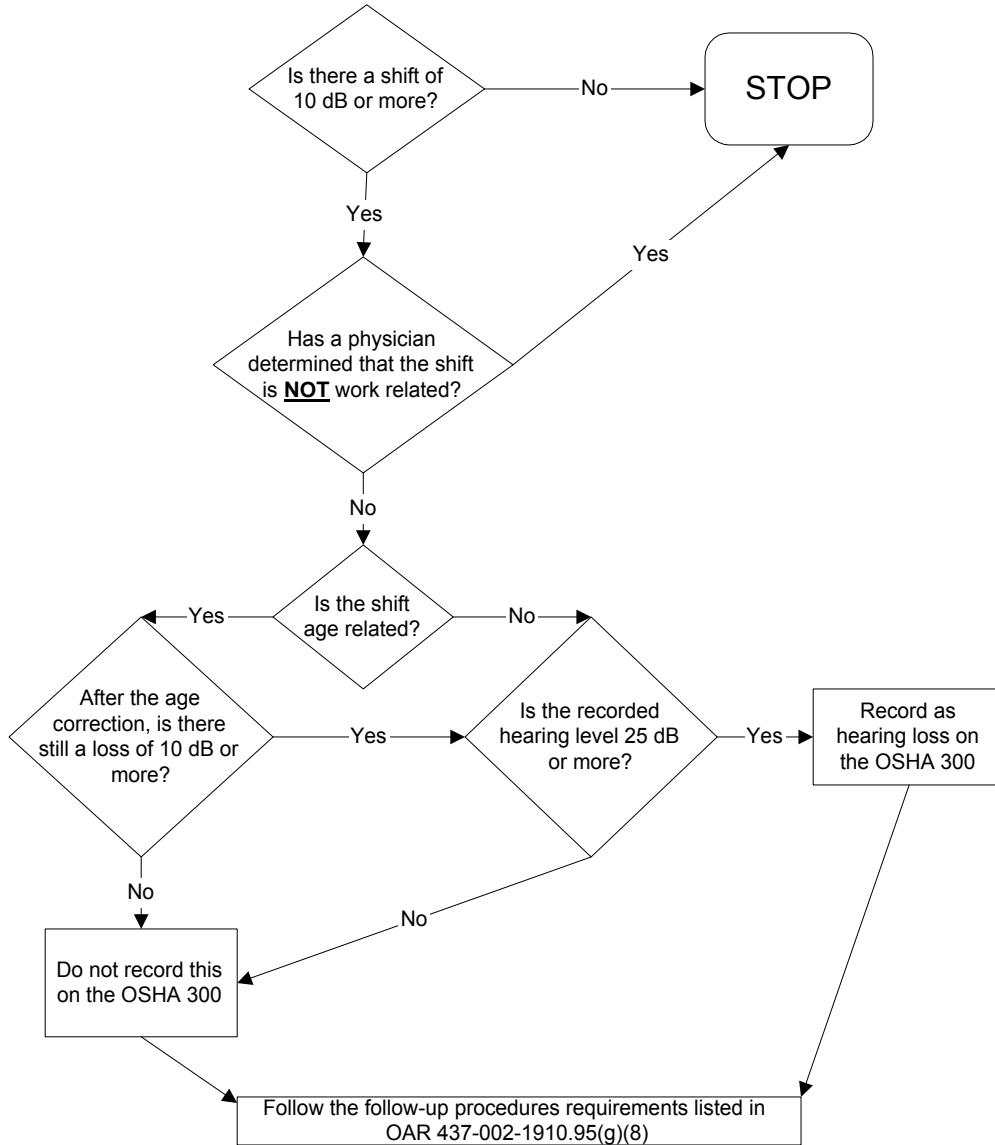 Is there a shift of
10 dB or more?
No
STOP
Yes
Yes
Has a physician
determined that the shift
is NOT work related?
No
Is the shift
age related?
Yes
No
After the age
correction, is there
still a loss of 10 dB or
more?
Yes
Is the recorded
hearing level 25 dB
or more?
Yes
Record as
hearing loss on
the OSHA 300
No
No
Do not record this
on the OSHA 300
Follow the follow-up procedures requirements listed in
OAR 437-002-1910.95(g)(8)